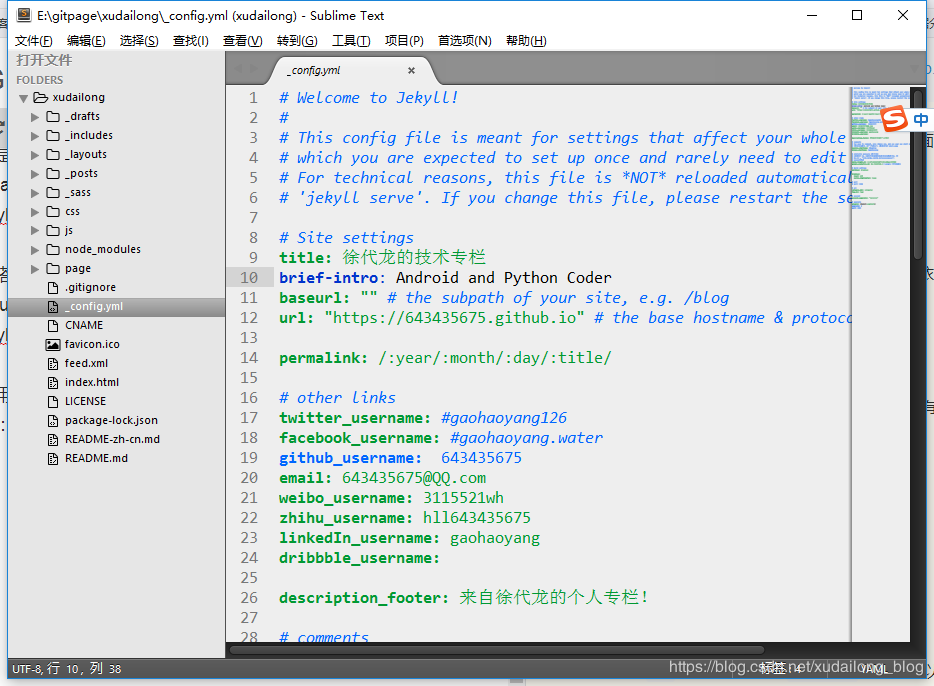 E:\gitpage\xudailong\_config.yml (xudailong) - Sublime Text
文件(F) 编辑(E) 选择(S) 查找(I) 查看(V) 转到(G) 工具(T) 项目(P) 首选项(N) 帮助(H)
打开文件
FOLDERS
xudailong
_drafts
_includes
_layouts
_posts
_sass
css
js
node_modules
page
.gitignore
_config.yml
CNAME
favicon.ico
feed.xml
index.html
LICENSE
package-lock.json
README-zh-cn.md
README.md
_config.yml ×
1 # Welcome to Jekyll!
2 #
3 # This config file is meant for settings that affect your whole
4 # which you are expected to set up once and rarely need to edit
5 # For technical reasons, this file is *NOT* reloaded automatical
6 # 'jekyll serve'. If you change this file, please restart the se
7
8 # Site settings
9 title: 徐代龙的技术专栏
10 brief-intro: Android and Python Coder
11 baseurl: "" # the subpath of your site, e.g. /blog
12 url: "https://643435675.github.io" # the base hostname & protoco
13
14 permalink: /:year/:month/:day/:title/
15
16 # other links
17 twitter_username: #gaohaoyang126
18 facebook_username: #gaohaoyang.water
19 github_username:  643435675
20 email: 643435675@QQ.com
21 weibo_username: 3115521wh
22 zhihu_username: hll643435675
23 linkedIn_username: gaohaoyang
24 dribbble_username:
25
26 description_footer: 来自徐代龙的个人专栏！
27
28 # comments
S 中
UTF-8, 行 10, 列 38
https://blog.csdn.net/xudailong_blog
YAML